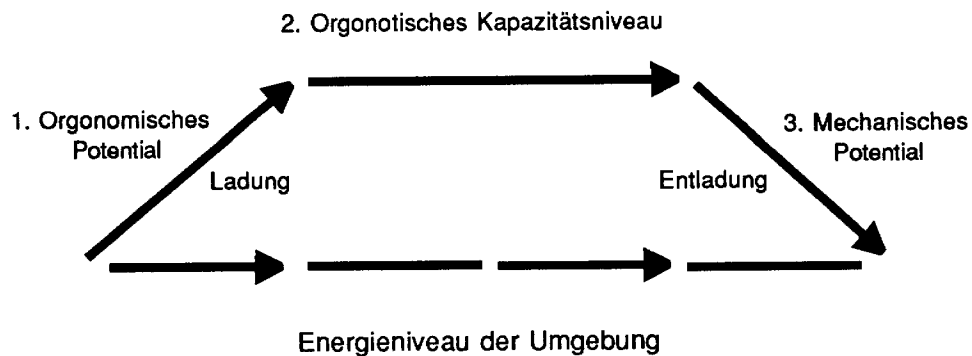 2. Orgonotisches Kapazitätsniveau
1. Orgonomisches
Potential
3. Mechanisches
Potential
Ladung
Entladung
Energieniveau der Umgebung